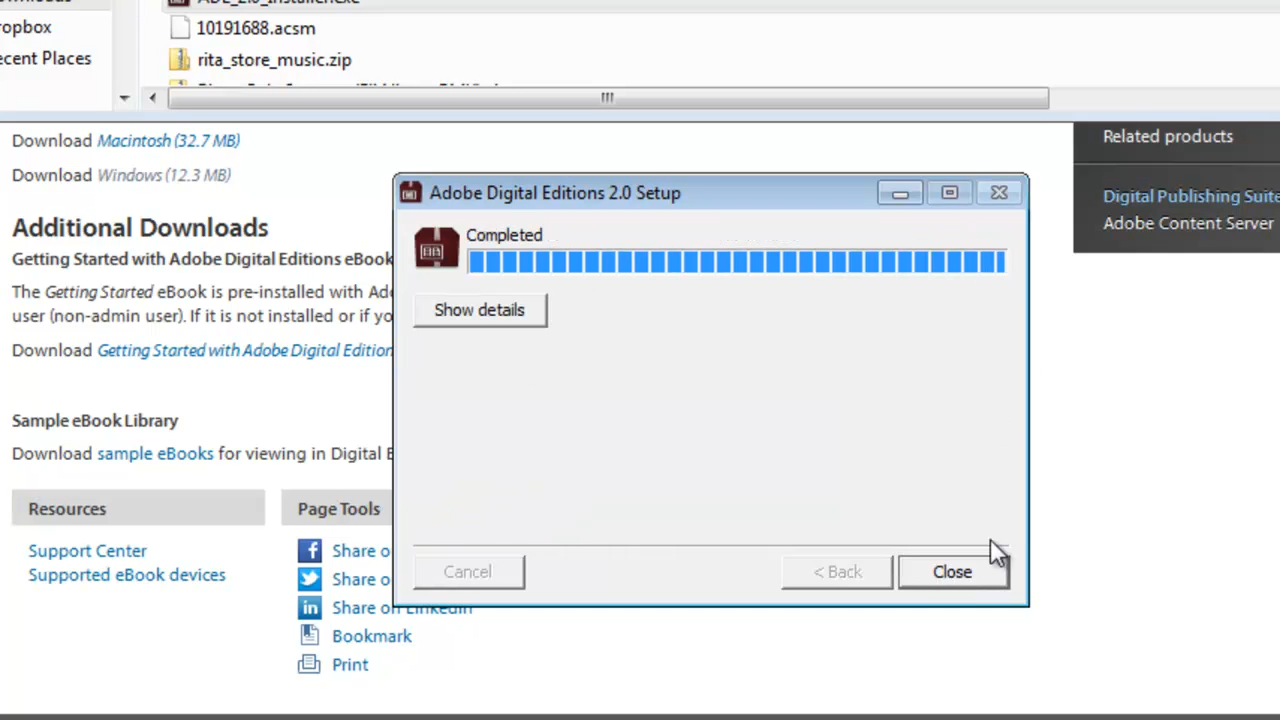 ropbox
10191688.acsm
ecent Places
rita_store_music.zip
Download Macintosh (32.7 MB)
Related products
Download Windows (12.3 MB)
Adobe Digital Editions 2.0 Setup
Digital Publishing Suite
Adobe Content Server
Additional Downloads
Completed
Getting Started with Adobe Digital Editions eBook
The Getting Started eBook is pre-installed with Ado
user (non-admin user). If it is not installed or if yo
Show details
Download Getting Started with Adobe Digital Edition
Sample eBook Library
Download sample eBooks for viewing in Digital E
Resources
Page Tools
Support Center
Share o
Supported eBook devices
Share o
Cancel
< Back
Close
Share on LinkedIn
Bookmark
Print